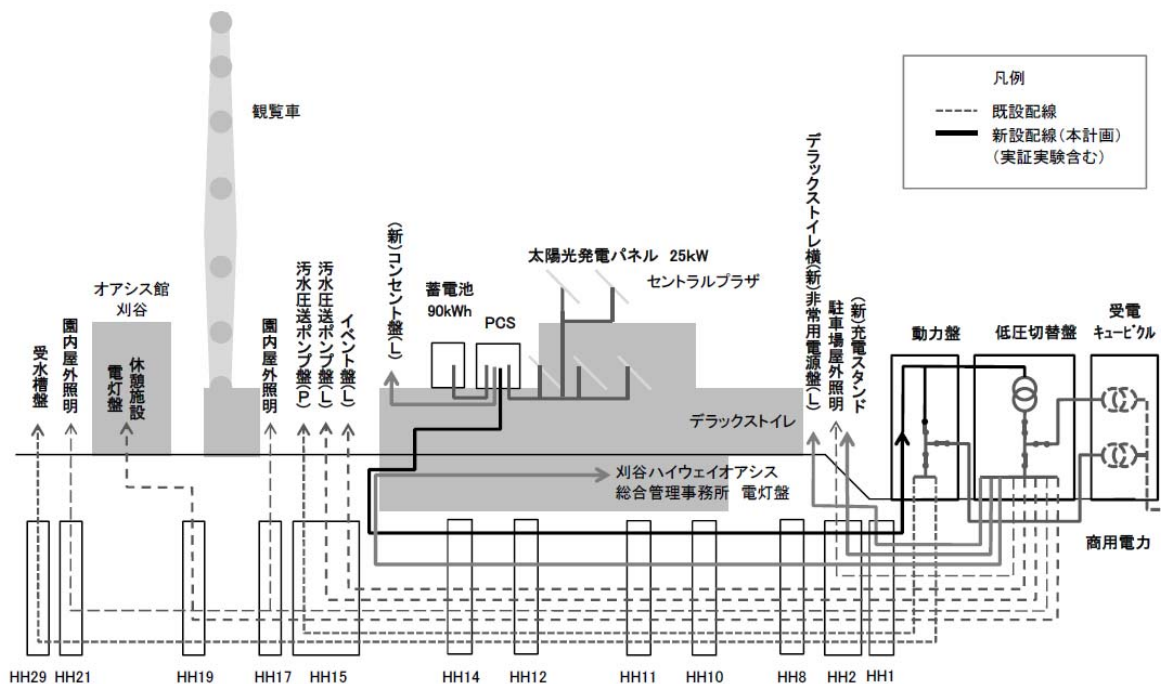 凡例
既設配線
新設配線(本計画)
(実証実験含む)
観覧車
太陽光発電パネル 25kW
セントラルプラザ
蓄電池
90kWh
PCS
(新)コンセント盤(L)
オアシス館
刈谷
休憩施設
電灯盤
受水槽盤
園内屋外照明
園内屋外照明
汚水圧送ポンプ盤(P)
汚水圧送ポンプ盤(L)
イベント盤(L)
デラックストイレ
デラックストイレ横(新)非常用電源盤(L)
駐車場屋外照明
(新)充電スタンド
動力盤
低圧切替盤
受電
キュービクル
刈谷ハイウェイオアシス
総合管理事務所 電灯盤
商用電力
HH29
HH21
HH19
HH17
HH15
HH14
HH12
HH11
HH10
HH8
HH2
HH1